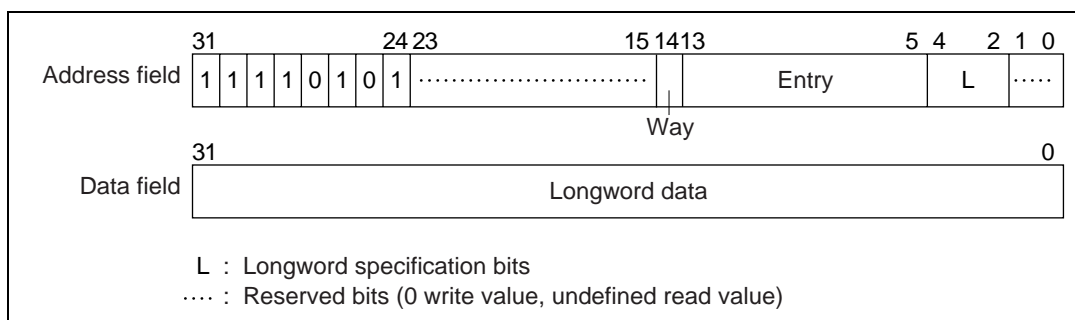 31 24 23 15 14 13 5 4 2 1 0
Address field 1 1 1 1 0 1 0 1 ........................... Entry L .....
Way
31 0
Data field Longword data
L : Longword specification bits
.... : Reserved bits (0 write value, undefined read value)